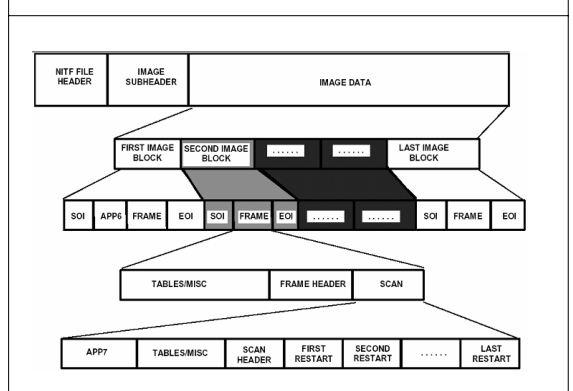 NITF FILE HEADER IMAGE SUBHEADER IMAGE DATA
FIRST IMAGE BLOCK SECOND IMAGE BLOCK ...... ...... LAST IMAGE BLOCK
SOI APP6 FRAME EOI SOI FRAME EOI ...... ...... SOI FRAME EOI
TABLES/MISC FRAME HEADER SCAN
APP7 TABLES/MISC SCAN HEADER FIRST RESTART SECOND RESTART ...... LAST RESTART